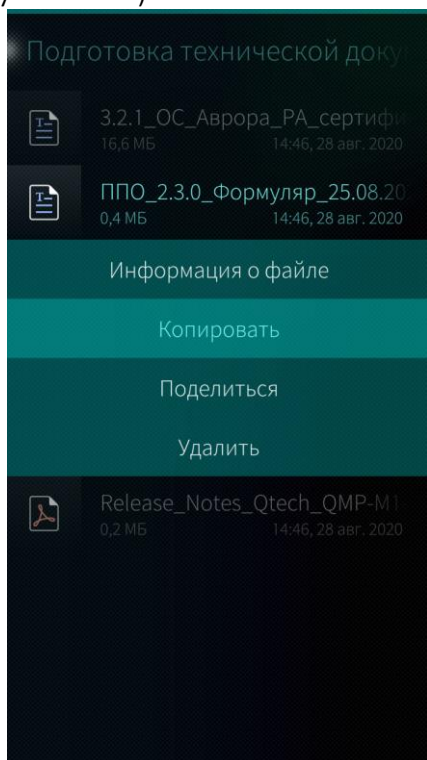 Подготовка технической доку
3.2.1_ОС_Аврора_РА_сертифи
16,6 МБ 14:46, 28 авг. 2020
ППО_2.3.0_Формуляр_25.08.20
0,4 МБ 14:46, 28 авг. 2020
Информация о файле
Копировать
Поделиться
Удалить
Release_Notes_Qtech_QMP-M1
0,2 МБ 14:46, 28 авг. 2020